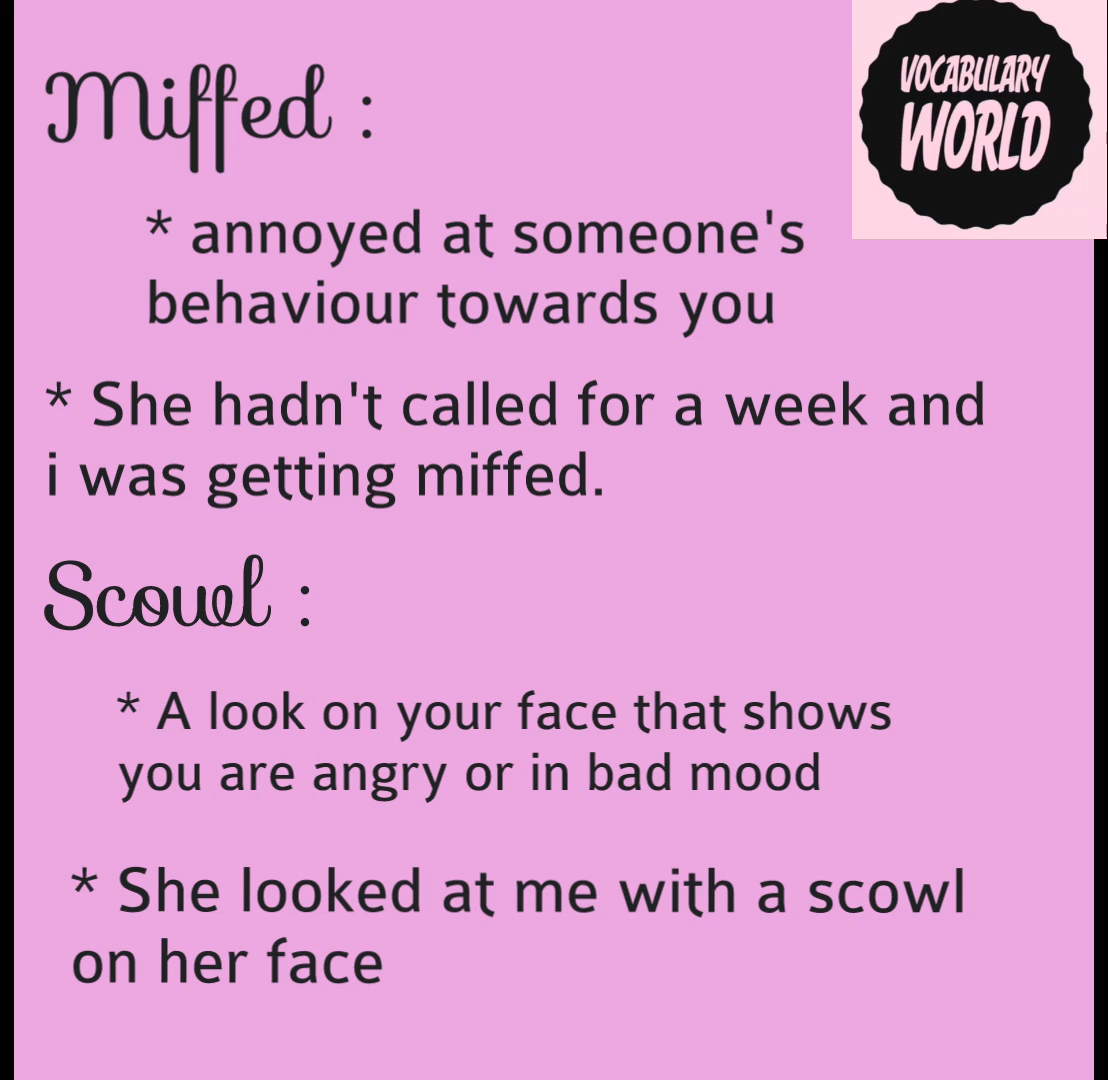 Miffed :
VOCABULARY
WORLD
* annoyed at someone's
behaviour towards you
* She hadn't called for a week and
i was getting miffed.
Scowl :
* A look on your face that shows
you are angry or in bad mood
* She looked at me with a scowl
on her face